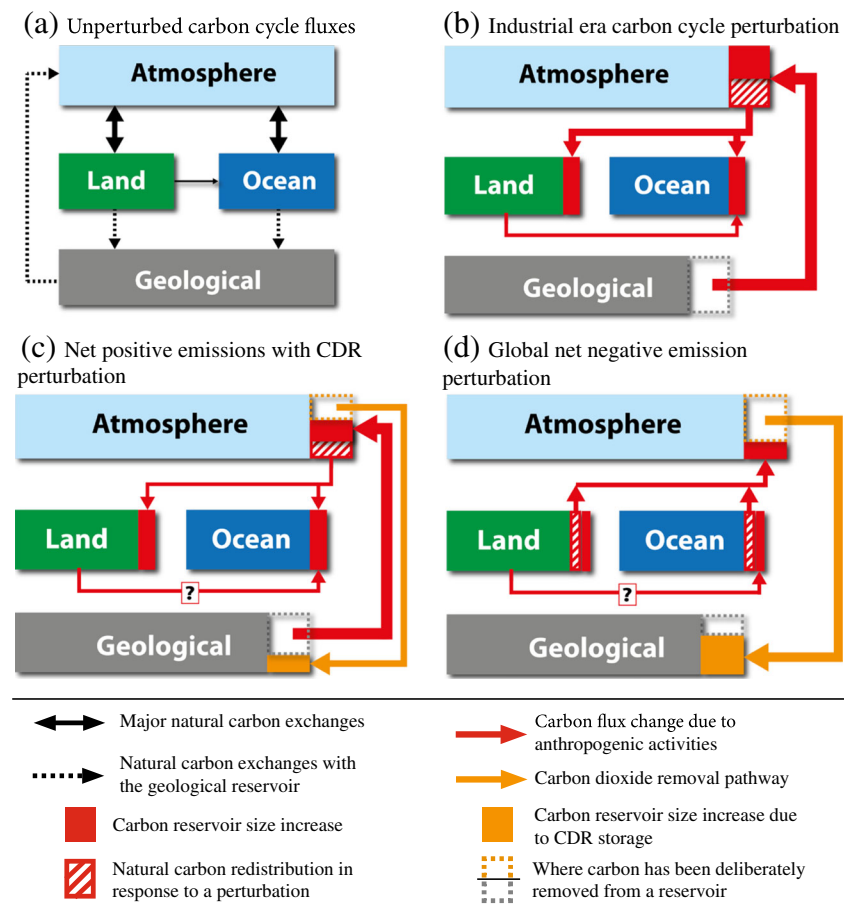 (a) Unperturbed carbon cycle fluxes
Atmosphere
Land
Ocean
Geological
(b) Industrial era carbon cycle perturbation
Atmosphere
Land
Ocean
Geological
(c) Net positive emissions with CDR
perturbation
Atmosphere
Land
Ocean
?
Geological
(d) Global net negative emission
perturbation
Atmosphere
Land
Ocean
?
Geological
Major natural carbon exchanges
Natural carbon exchanges with
the geological reservoir
Carbon reservoir size increase
Natural carbon redistribution in
response to a perturbation
Carbon flux change due to
anthropogenic activities
Carbon dioxide removal pathway
Carbon reservoir size increase due
to CDR storage
Where carbon has been deliberately
removed from a reservoir